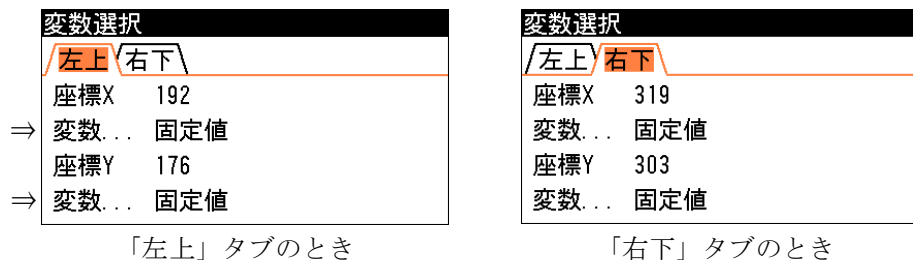 変数選択
左上 右下
座標X 192
⇒ 変数... 固定値
座標Y 176
⇒ 変数... 固定値
「左上」タブのとき
変数選択
左上 右下
座標X 319
変数... 固定値
座標Y 303
変数... 固定値
「右下」タブのとき